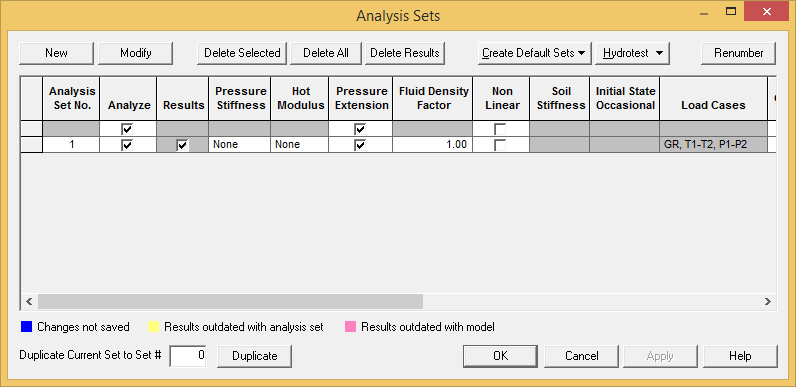 Analysis Sets
New Modify Delete Selected Delete All Delete Results Create Default Sets Hydrotest Renumber
Analysis Set No. Analyze Results Pressure Stiffness Hot Modulus Pressure Extension Fluid Density Factor Non Linear Soil Stiffness Initial State Occasional Load Cases
1 None None 1.00 GR, T1-T2, P1-P2
Changes not saved Results outdated with analysis set Results outdated with model
Duplicate Current Set to Set # 0 Duplicate OK Cancel Apply Help